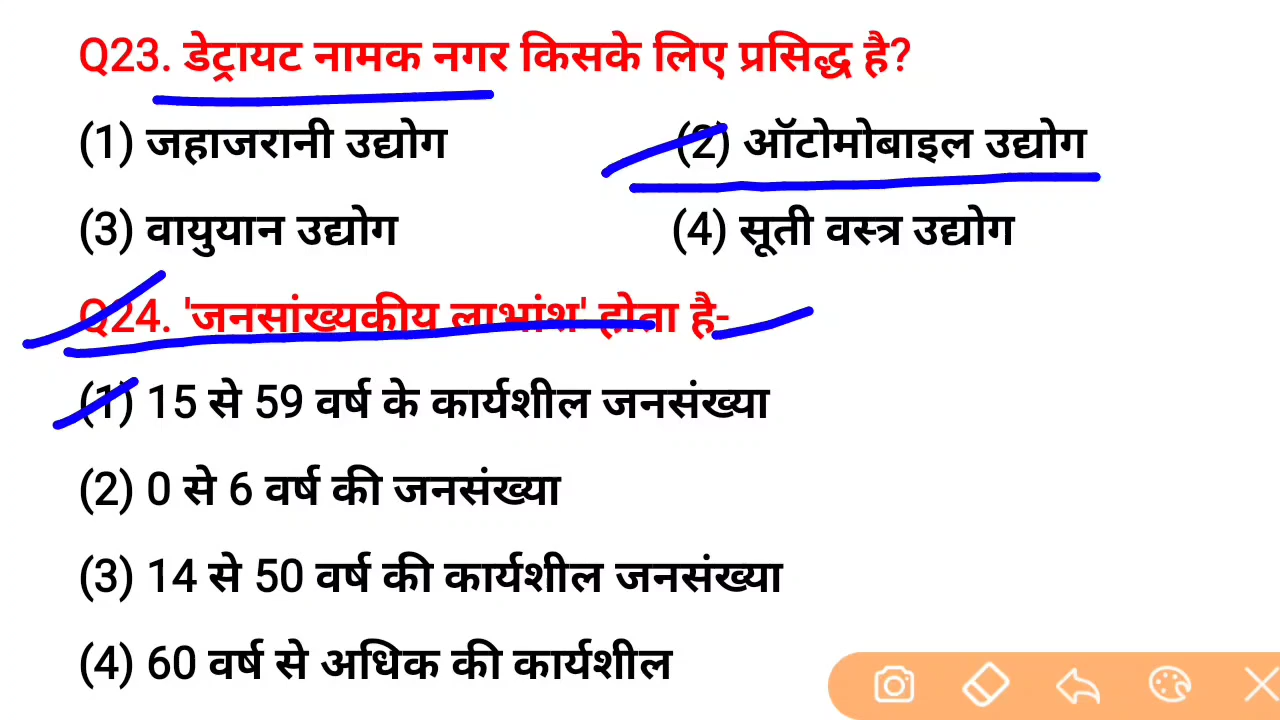 Q23. डेट्रायट नामक नगर किसके लिए प्रसिद्ध है?
(1) जहाजरानी उद्योग (2) ऑटोमोबाइल उद्योग
(3) वायुयान उद्योग (4) सूती वस्त्र उद्योग
Q24. 'जनसांख्यकीय लाभांश' होता है-
(1) 15 से 59 वर्ष के कार्यशील जनसंख्या
(2) 0 से 6 वर्ष की जनसंख्या
(3) 14 से 50 वर्ष की कार्यशील जनसंख्या
(4) 60 वर्ष से अधिक की कार्यशील